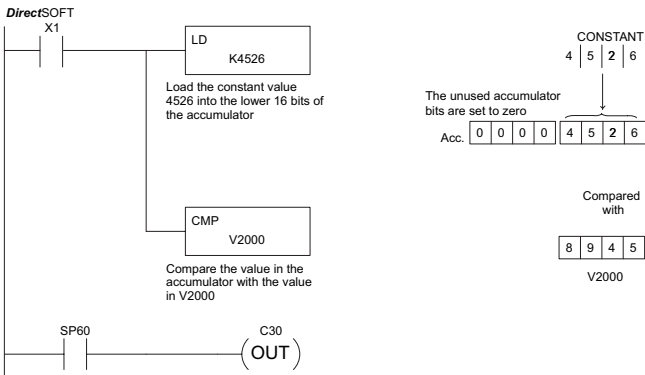 DirectSOFT
X1
LD
K4526
Load the constant value
4526 into the lower 16 bits of
the accumulator
CONSTANT
4 5 2 6
The unused accumulator
bits are set to zero
Acc. 0 0 0 0 4 5 2 6
Compared
with
8 9 4 5
V2000
CMP
V2000
Compare the value in the
accumulator with the value
in V2000
SP60
C30
OUT